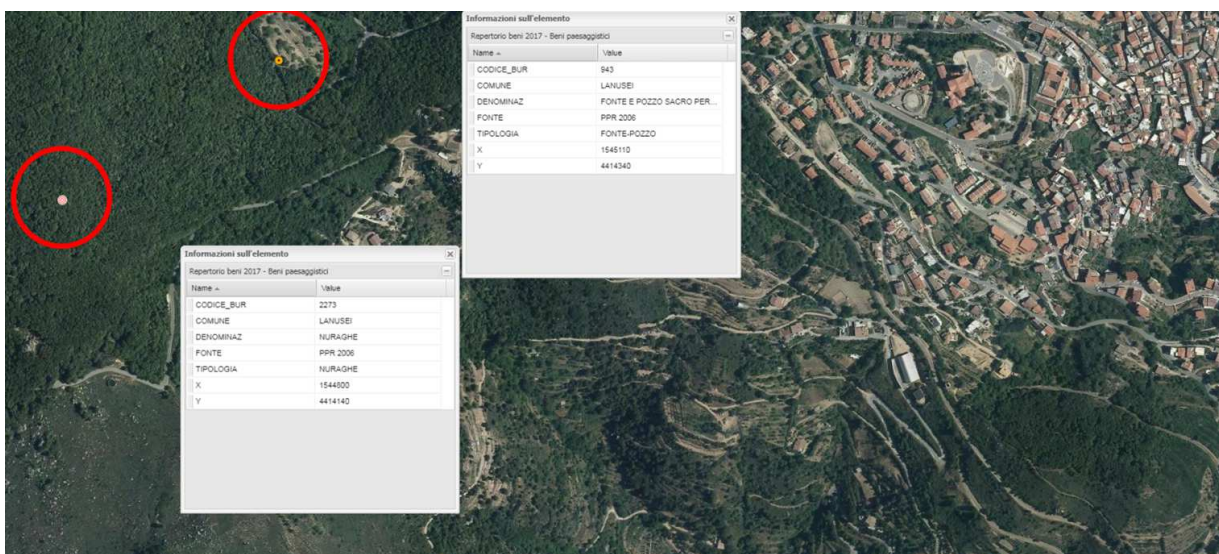 Informazioni sull'elemento
Repertorio beni 2017 - Beni paesaggistici
Name Value
CODICE_BUR 943
COMUNE LANUSEI
DENOMINAZ FONTE E POZZO SACRO PER...
FONTE PPR 2006
TIPOLOGIA FONTE-POZZO
X 1545110
Y 4414340
Informazioni sull'elemento
Repertorio beni 2017 - Beni paesaggistici
Name Value
CODICE_BUR 2273
COMUNE LANUSEI
DENOMINAZ NURAGHE
FONTE PPR 2006
TIPOLOGIA NURAGHE
X 1544800
Y 4414140